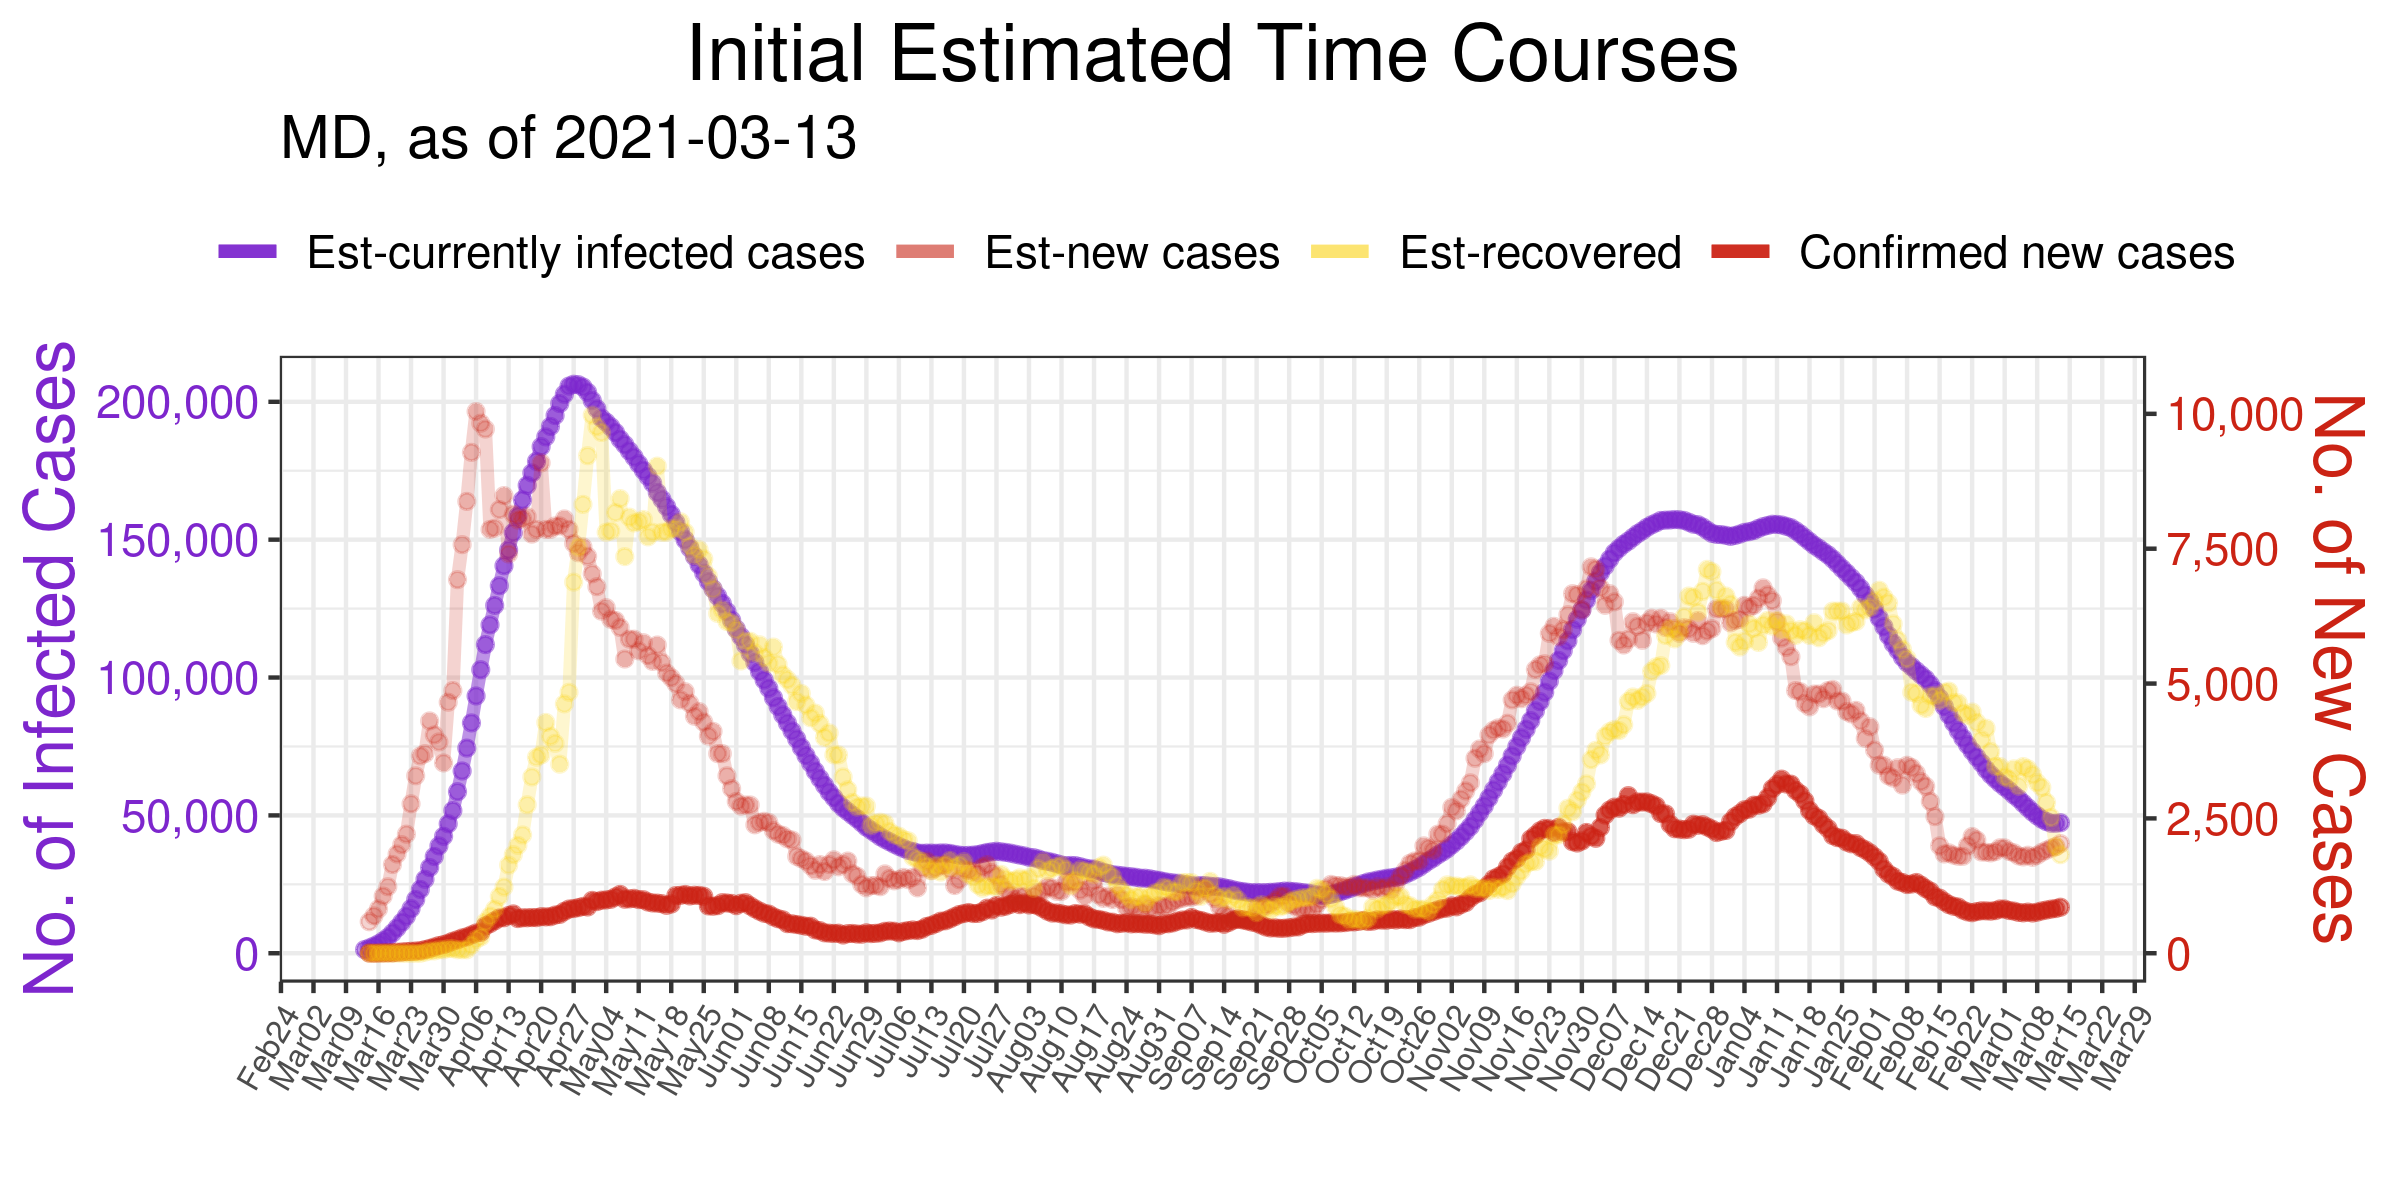 Initial Estimated Time Courses
MD, as of 2021-03-13
Est-currently infected cases
Est-new cases
Est-recovered
Confirmed new cases
No. of Infected Cases
200,000
150,000
100,000
50,000
0
10,000
7,500
5,000
2,500
0
No. of New Cases
Feb24
Mar02
Mar09
Mar16
Mar23
Mar30
Apr06
Apr13
Apr20
Apr27
May04
May11
May18
May25
Jun01
Jun08
Jun15
Jun22
Jun29
Jul06
Jul13
Jul20
Jul27
Aug03
Aug10
Aug17
Aug24
Aug31
Sep07
Sep14
Sep21
Sep28
Oct05
Oct12
Oct19
Oct26
Nov02
Nov09
Nov16
Nov23
Nov30
Dec07
Dec14
Dec21
Dec28
Jan04
Jan11
Jan18
Jan25
Feb01
Feb08
Feb15
Feb22
Mar01
Mar08
Mar15
Mar22
Mar29